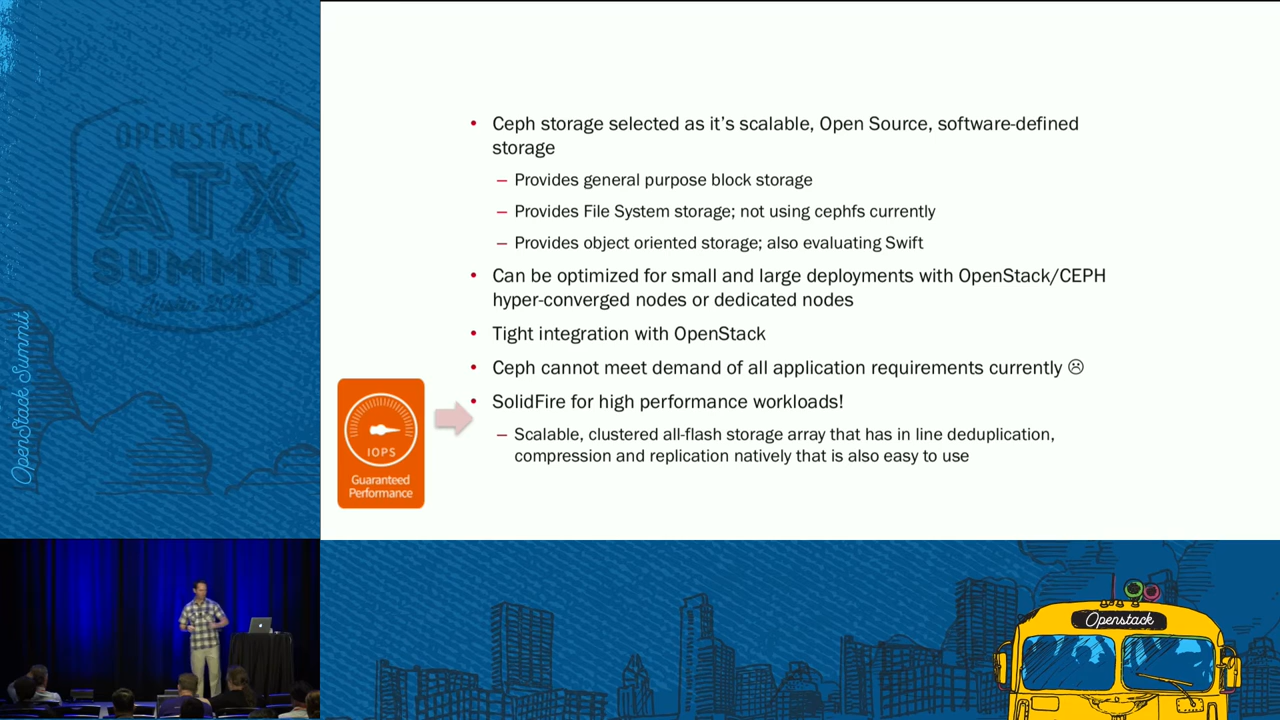 OPENSTACK
ATX
SUMMIT
OpenStack Summit
• Ceph storage selected as it's scalable, Open Source, software-defined
storage
– Provides general purpose block storage
– Provides File System storage; not using cephfs currently
– Provides object oriented storage; also evaluating Swift
• Can be optimized for small and large deployments with OpenStack/CEPH
hyper-converged nodes or dedicated nodes
• Tight integration with OpenStack
• Ceph cannot meet demand of all application requirements currently ☹
• SolidFire for high performance workloads!
– Scalable, clustered all-flash storage array that has in line deduplication,
compression and replication natively that is also easy to use
IOPS
Guaranteed
Performance
Openstack